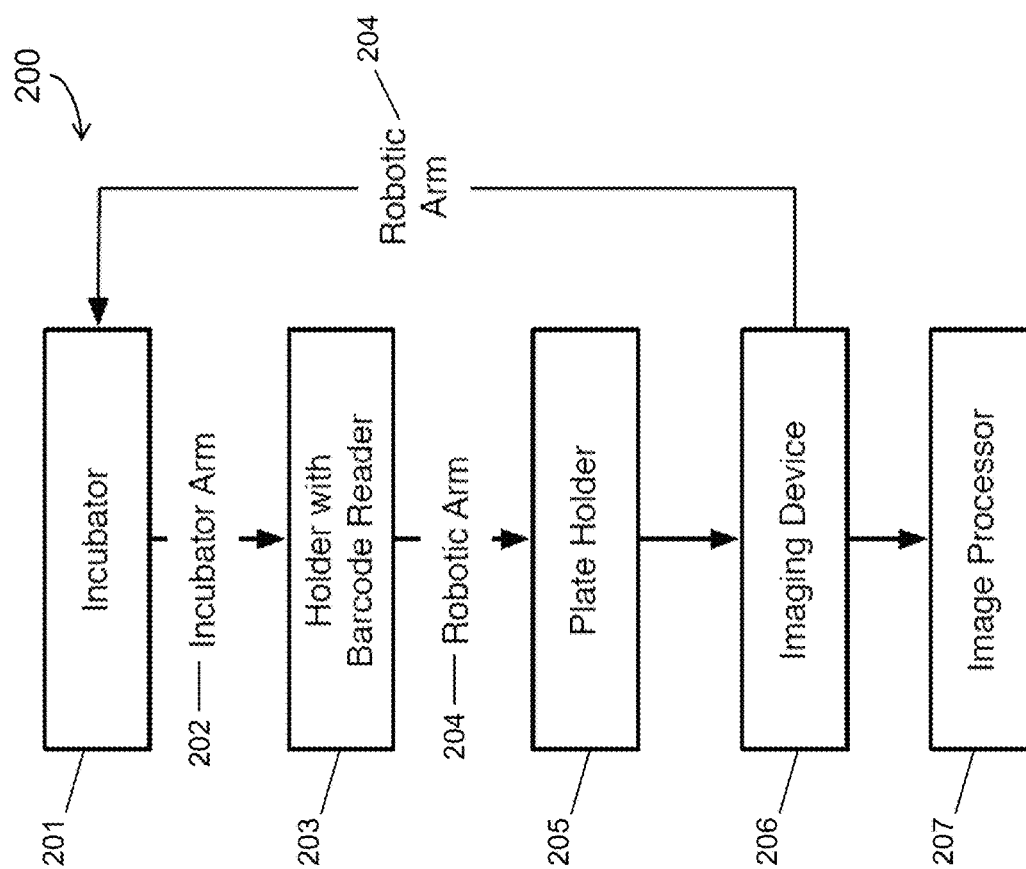 200
201
Incubator
202
Incubator Arm
203
Holder with
Barcode Reader
204
Robotic Arm
205
Plate Holder
206
Imaging Device
207
Image Processor
Robotic
Arm
204